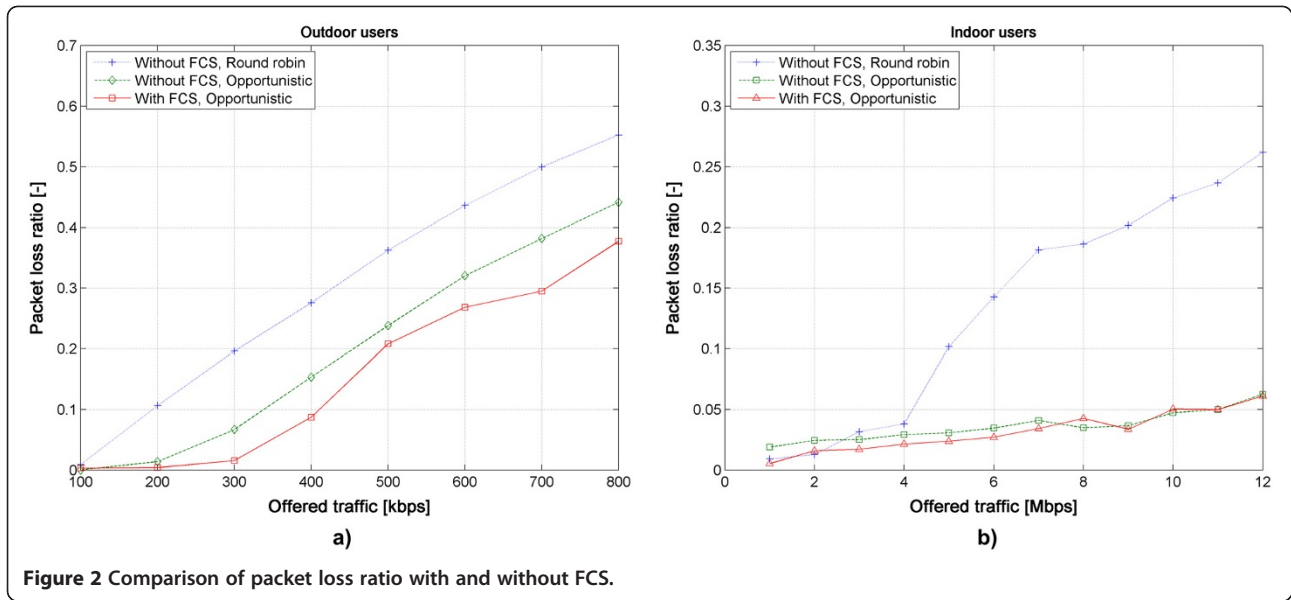 Outdoor users
0.7
0.6
0.5
0.4
0.3
0.2
0.1
0
Packet loss ratio [-]
Without FCS, Round robin
Without FCS, Opportunistic
With FCS, Opportunistic
100 200 300 400 500 600 700 800
Offered traffic [kbps]
a)
Indoor users
0.35
0.3
0.25
0.2
0.15
0.1
0.05
0
Packet loss ratio [-]
Without FCS, Round robin
Without FCS, Opportunistic
With FCS, Opportunistic
0 2 4 6 8 10 12
Offered traffic [Mbps]
b)
Figure 2 Comparison of packet loss ratio with and without FCS.